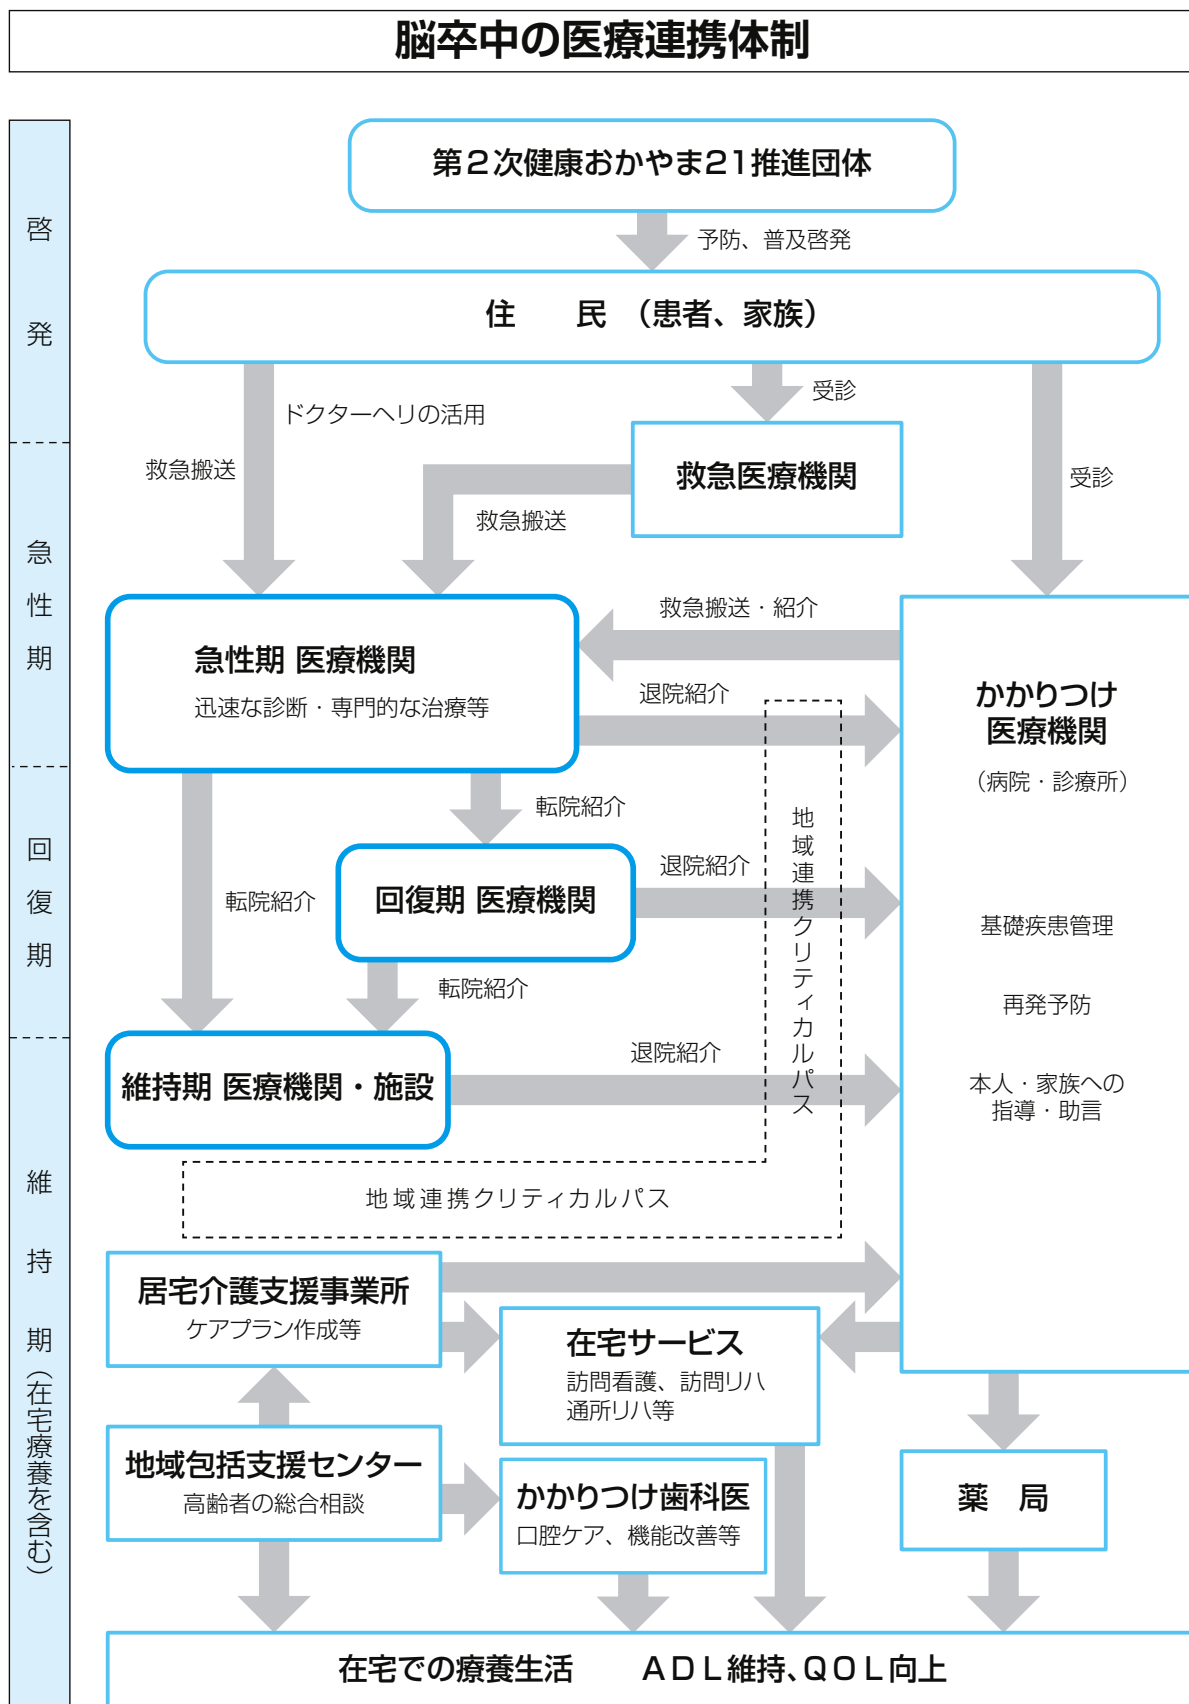 脳卒中の医療連携体制
啓発
急性期
回復期
維持期(在宅療養を含む)
第2次健康おかやま21推進団体
予防、普及啓発
住　民　(患者、家族)
ドクターヘリの活用
受診
救急搬送
救急医療機関
受診
救急搬送
救急搬送・紹介
急性期 医療機関
迅速な診断・専門的な治療等
退院紹介
かかりつけ
医療機関
(病院・診療所)
転院紹介
地域連携クリティカルパス
退院紹介
回復期 医療機関
転院紹介
基礎疾患管理
転院紹介
再発予防
退院紹介
維持期 医療機関・施設
本人・家族への
指導・助言
地域連携クリティカルパス
居宅介護支援事業所
ケアプラン作成等
在宅サービス
訪問看護、訪問リハ
通所リハ等
地域包括支援センター
高齢者の総合相談
かかりつけ歯科医
口腔ケア、機能改善等
薬　局
在宅での療養生活　　ADL維持、QOL向上